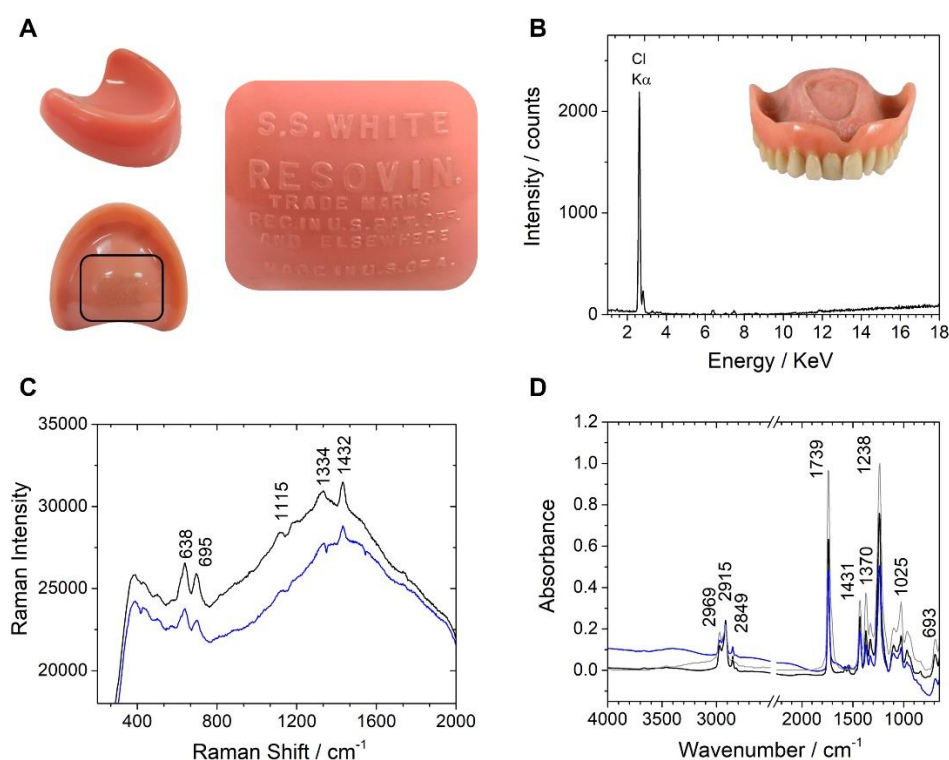 A
S.S.WHITE
RESOVIN.
TRADE MARKS
REG.IN U.S.PAT.OFF.
AND ELSEWHERE
MADE IN U.S.OF A.
B
Cl
Kα
2000
1000
0
Intensity / counts
2 4 6 8 10 12 14 16 18
Energy / KeV
C
35000
30000
25000
20000
Raman Intensity
638
695
1115
1334
1432
400 800 1200 1600 2000
Raman Shift / cm-1
D
1.2
1.0
0.8
0.6
0.4
0.2
0.0
Absorbance
2969
2915
2849
1739
1431
1370
1238
1025
693
4000 3000 2000 1500 1000
Wavenumber / cm-1